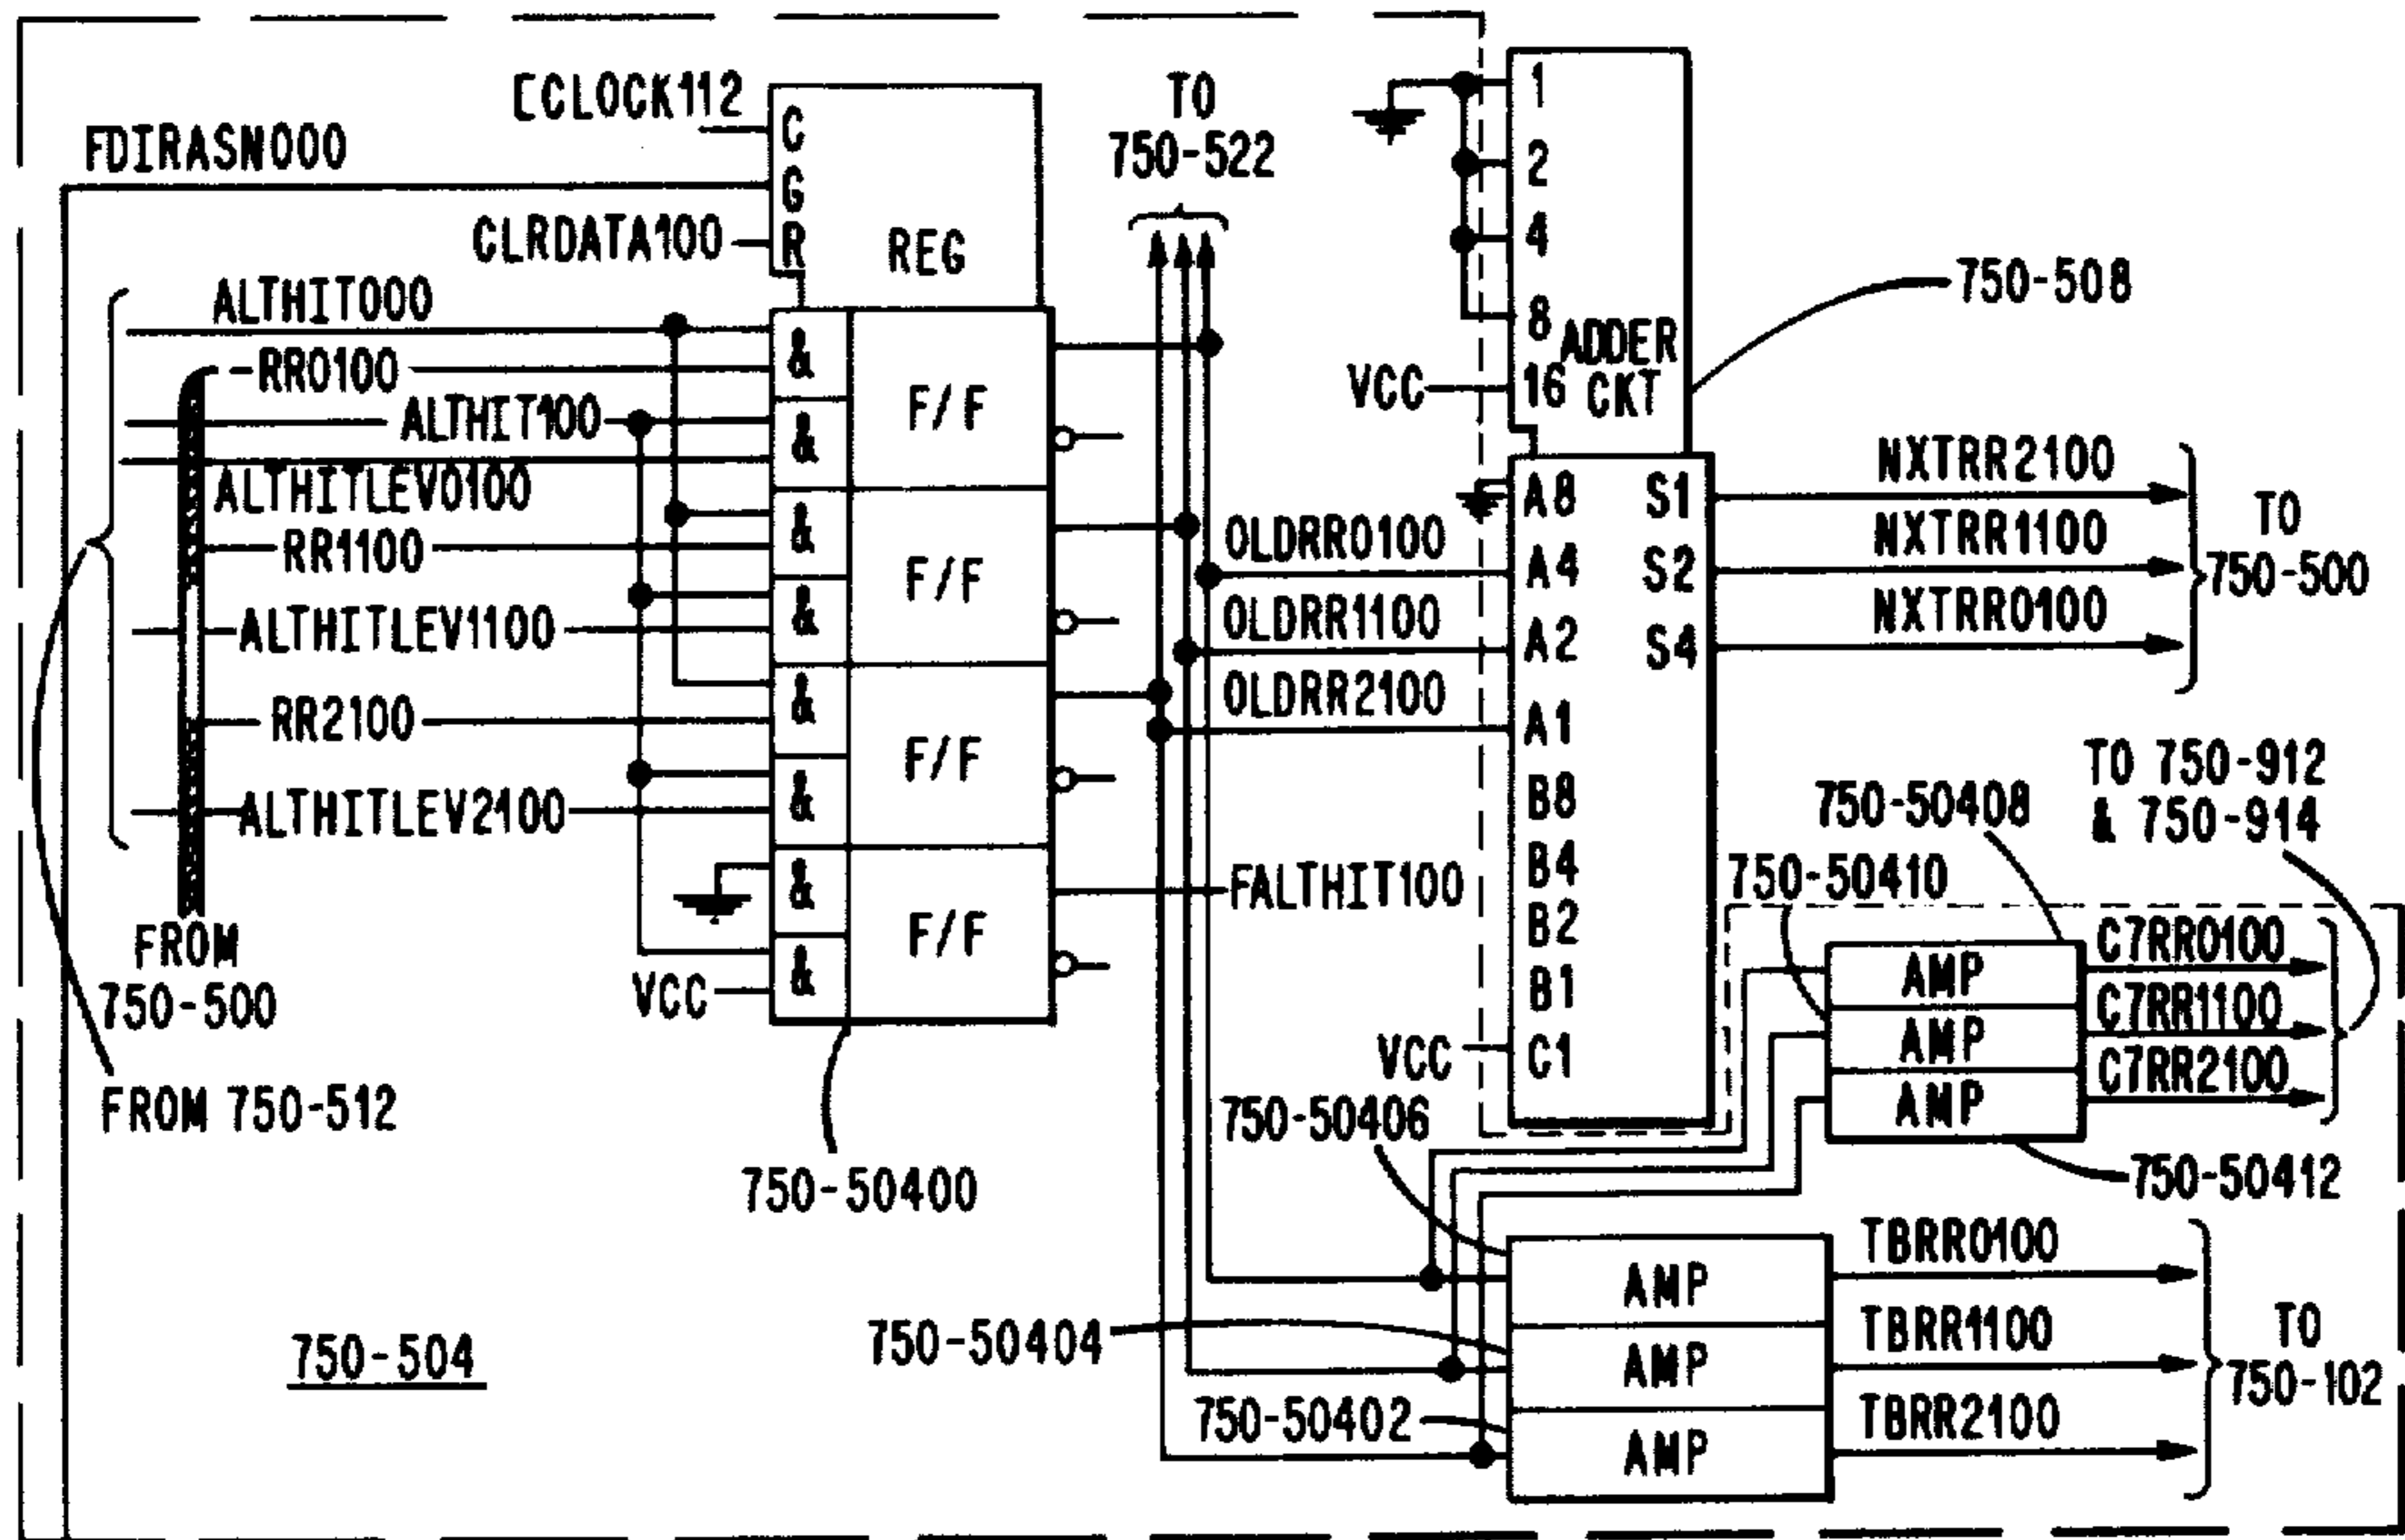 [CLOCK112
FDIRASN000
CLRDATA100
C
G
R
REG
ALTHIT000
-RR0100
ALTHIT100
ALTHITLEV0100
RR1100
ALTHITLEV1100
RR2100
ALTHITLEV2100
FROM
750-500
FROM 750-512
VCC
&
&
&
&
&
&
&
&
F/F
F/F
F/F
F/F
750-50400
TO
750-522
FALTHIT100
OLDRR0100
OLDRR1100
OLDRR2100
1
2
4
8
16
VCC
ADDER
CKT
750-508
A8
A4
A2
A1
B8
B4
B2
B1
C1
VCC
S1
S2
S4
NXTRR2100
NXTRR1100
NXTRR0100
TO
750-500
TO 750-912
& 750-914
750-50408
750-50410
AMP
AMP
AMP
C7RR0100
C7RR1100
C7RR2100
750-50412
750-50406
750-50404
750-50402
AMP
AMP
AMP
TBRR0100
TBRR1100
TBRR2100
TO
750-102
750-504